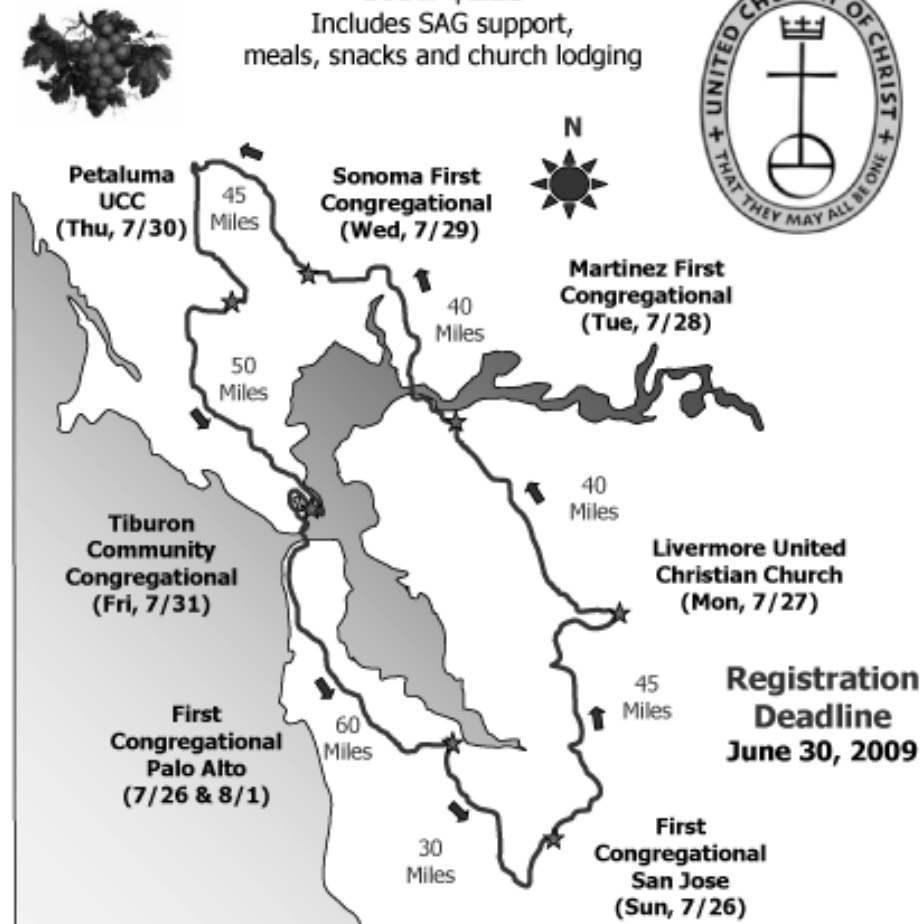 Includes SAG support,
meals, snacks and church lodging
UNITED CHURCH OF CHRIST
THAT THEY MAY ALL BE ONE
N
Petaluma
UCC
(Thu, 7/30)
45
Miles
Sonoma First
Congregational
(Wed, 7/29)
Martinez First
Congregational
(Tue, 7/28)
40
Miles
50
Miles
40
Miles
Tiburon
Community
Congregational
(Fri, 7/31)
Livermore United
Christian Church
(Mon, 7/27)
45
Miles
Registration
Deadline
June 30, 2009
First
Congregational
Palo Alto
(7/26 & 8/1)
60
Miles
30
Miles
First
Congregational
San Jose
(Sun, 7/26)